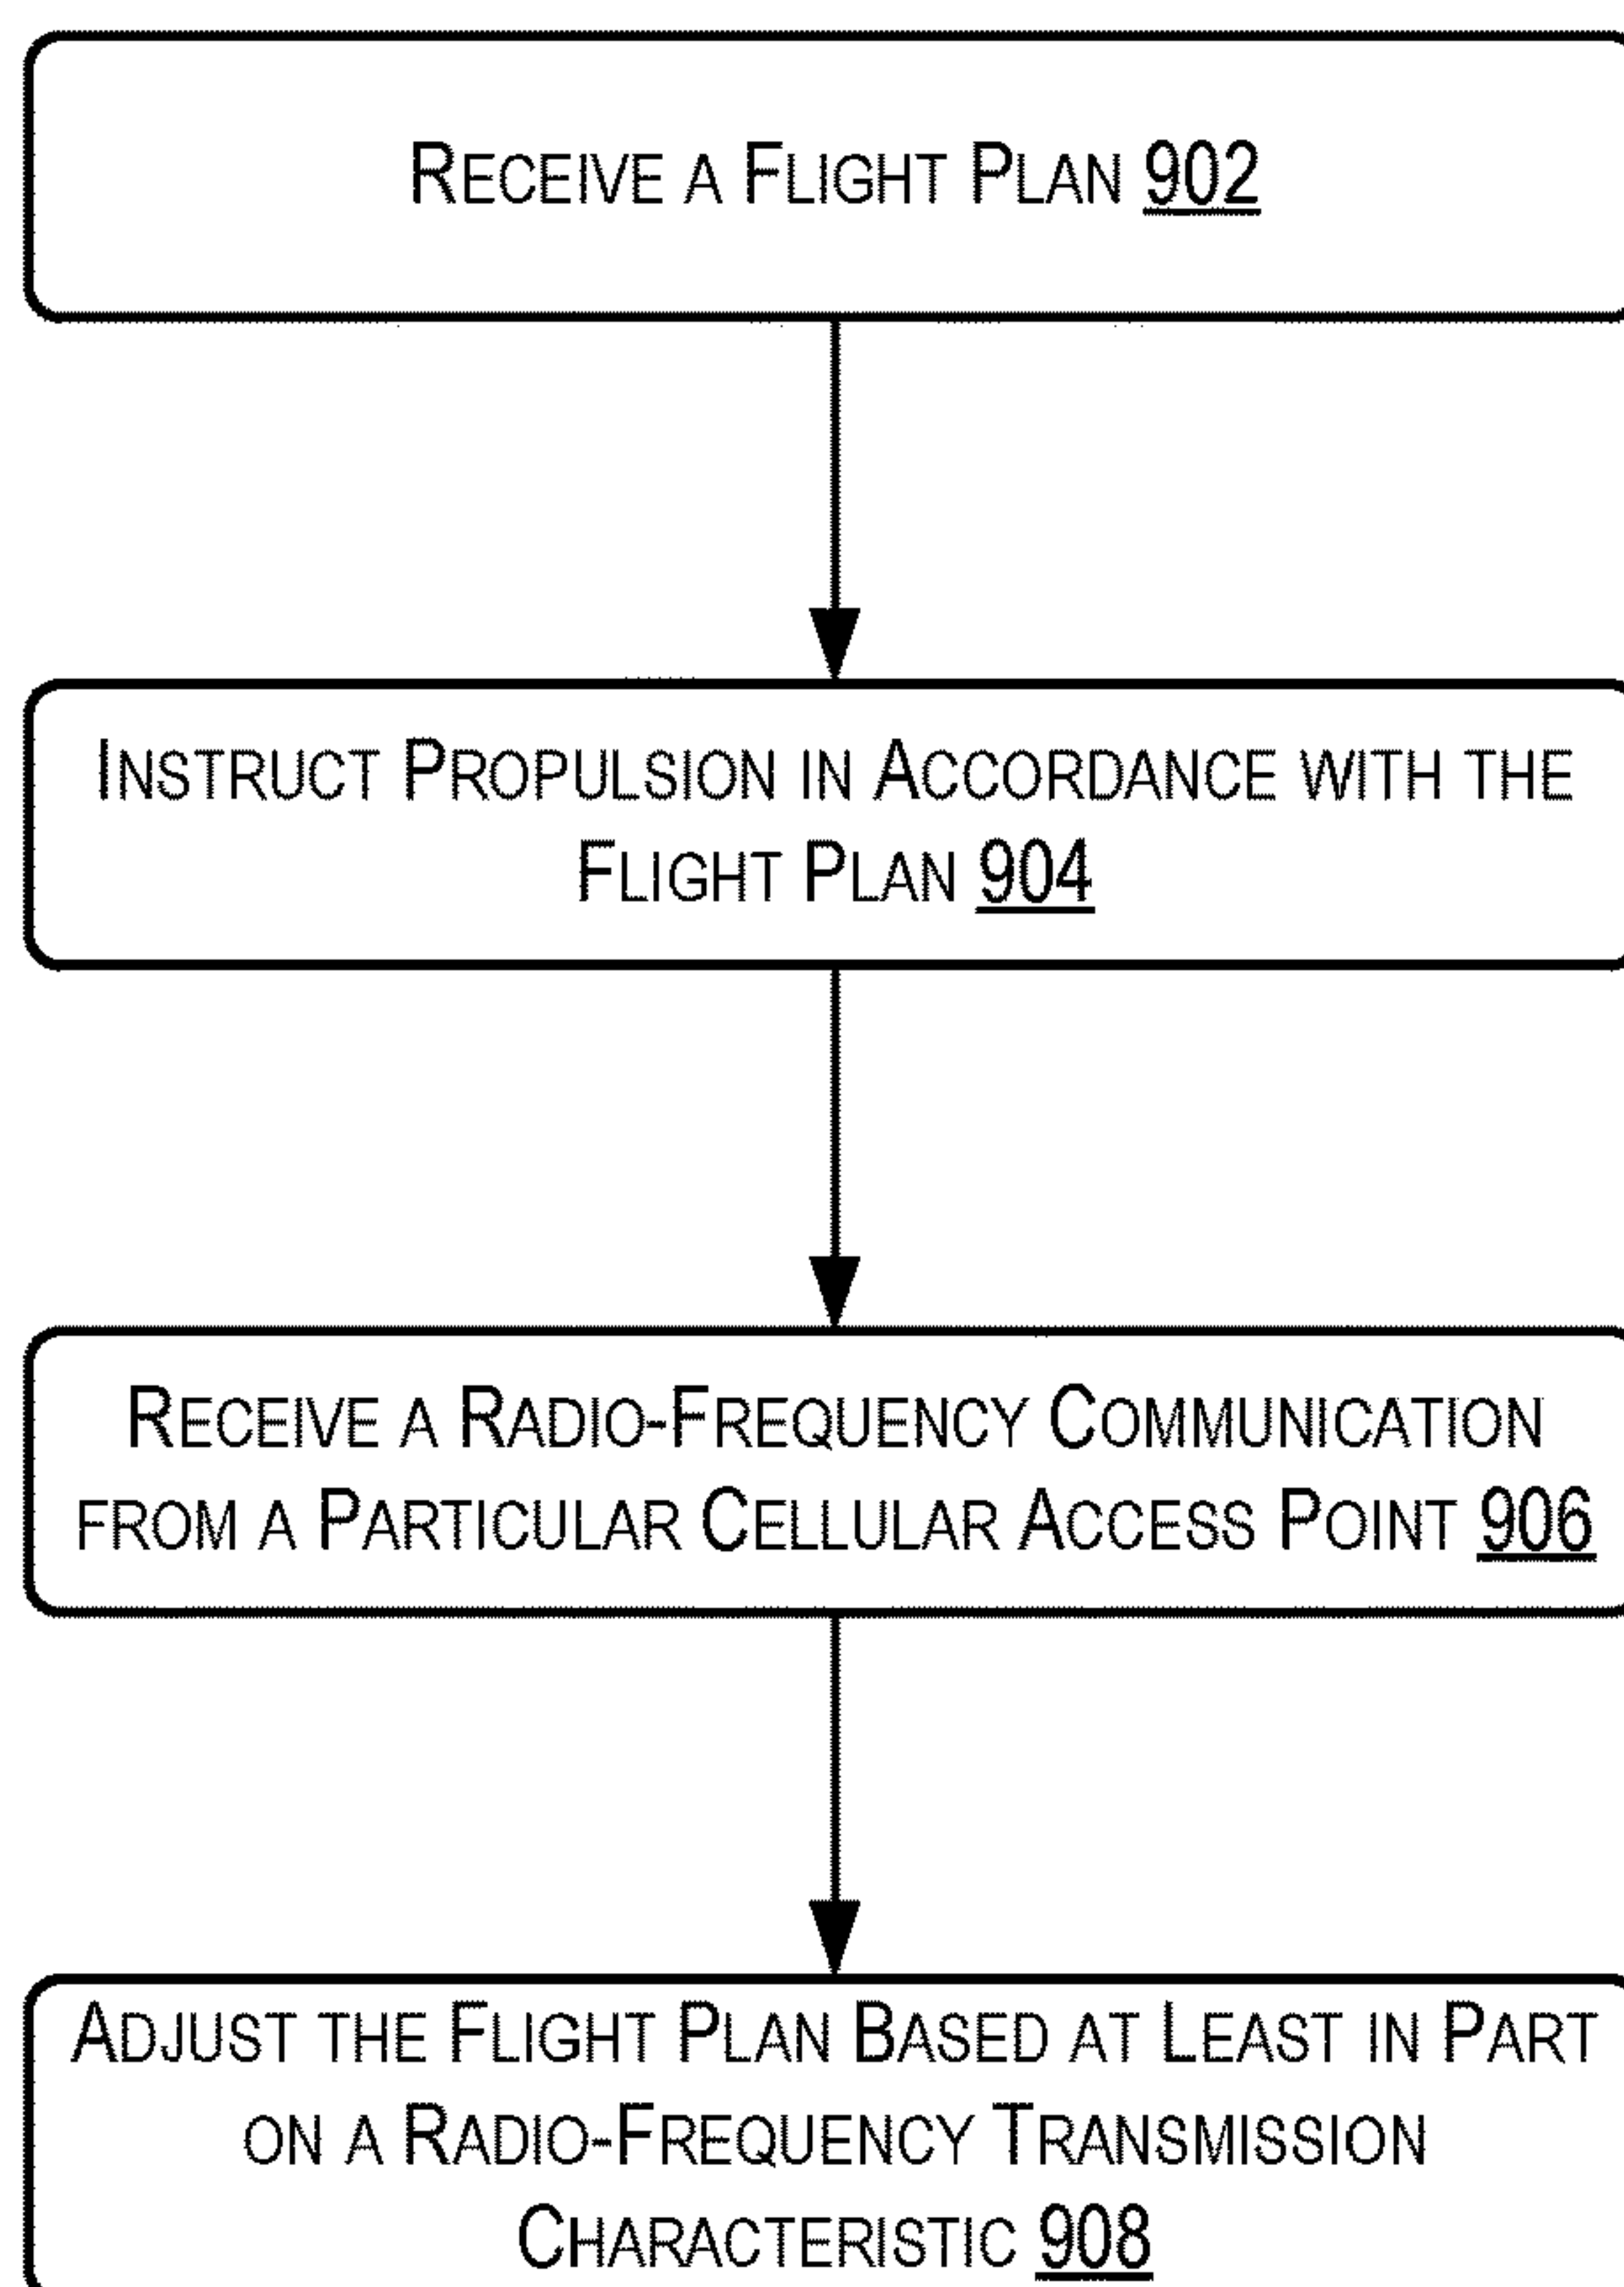 Receive a Flight Plan 902
Instruct Propulsion in Accordance with the
Flight Plan 904
Receive a Radio-Frequency Communication
from a Particular Cellular Access Point 906
Adjust the Flight Plan Based at Least in Part
on a Radio-Frequency Transmission
Characteristic 908